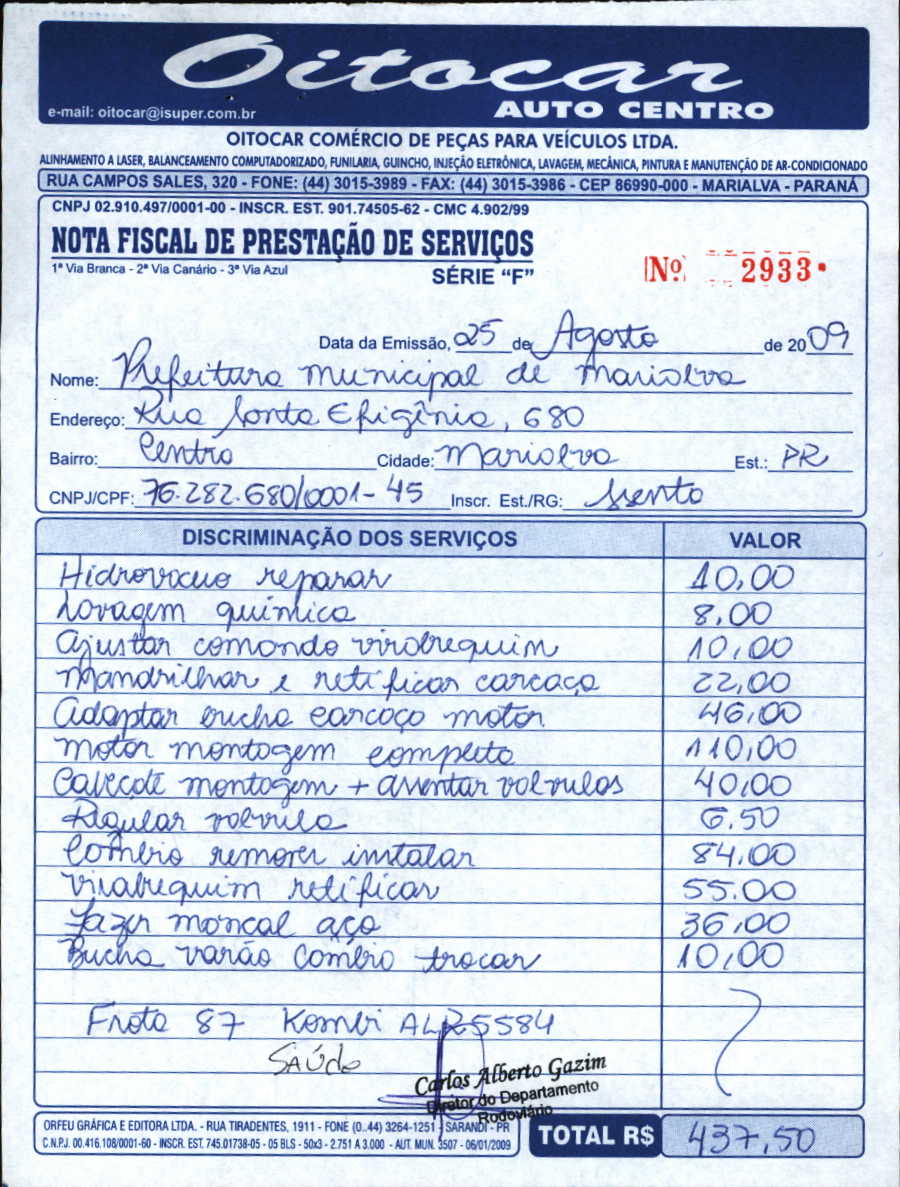 Oitocar
e-mail: oitocar@isuper.com.br AUTO CENTRO
OITOCAR COMÉRCIO DE PEÇAS PARA VEÍCULOS LTDA.
ALINHAMENTO A LASER, BALANCEAMENTO COMPUTADORIZADO, FUNILARIA, GUINCHO, INJEÇÃO ELETRÔNICA, LAVAGEM, MECÂNICA, PINTURA E MANUTENÇÃO DE AR-CONDICIONADO
RUA CAMPOS SALES, 320 - FONE: (44) 3015-3989 - FAX: (44) 3015-3986 - CEP 86990-000 - MARIALVA - PARANÁ
CNPJ 02.910.497/0001-00 - INSCR. EST. 901.74505-62 - CMC 4.902/99
NOTA FISCAL DE PRESTAÇÃO DE SERVIÇOS
1ª Via Branca - 2ª Via Canário - 3ª Via Azul SÉRIE “F” Nº 2933
Data da Emissão, 25 de Agosto de 2009
Nome: Prefeitura municipal de Marialva
Endereço: Rua Santa Efigênia, 680
Bairro: Centro Cidade: Marialva Est.: PR
CNPJ/CPF: 76.282.680/0001-45 Inscr. Est./RG: Isento
DISCRIMINAÇÃO DOS SERVIÇOS VALOR
Hidrovacuo reparar 10,00
Lavagem quimica 8,00
Ajustar comando virabrequim 10,00
Mandrilhar e retificar carcaça 22,00
Adaptar bucha carcaça motor 46,00
Motor montagem completa 110,00
Cabeçote montagem + assentar valvulas 40,00
Regular valvula 6.50
Câmbio remover instalar 84,00
Virabrequim retificar 55.00
Fazer mancal aço 36,00
Bucha varão cambio trocar 10,00
Frota 87 Kombi ALR5584
SAÚde
Carlos Alberto Gazim
Diretor do Departamento
Rodoviário
ORFEU GRÁFICA E EDITORA LTDA. - RUA TIRADENTES, 1911 - FONE (0..44) 3264-1251 - SARANDI - PR
C.N.P.J. 00.416.108/0001-60 - INSCR. EST. 745.01738-05 - 05 BLS - 50x3 - 2.751 A 3.000 - AUT. MUN. 3507 - 06/01/2009
TOTAL R$ 437,50